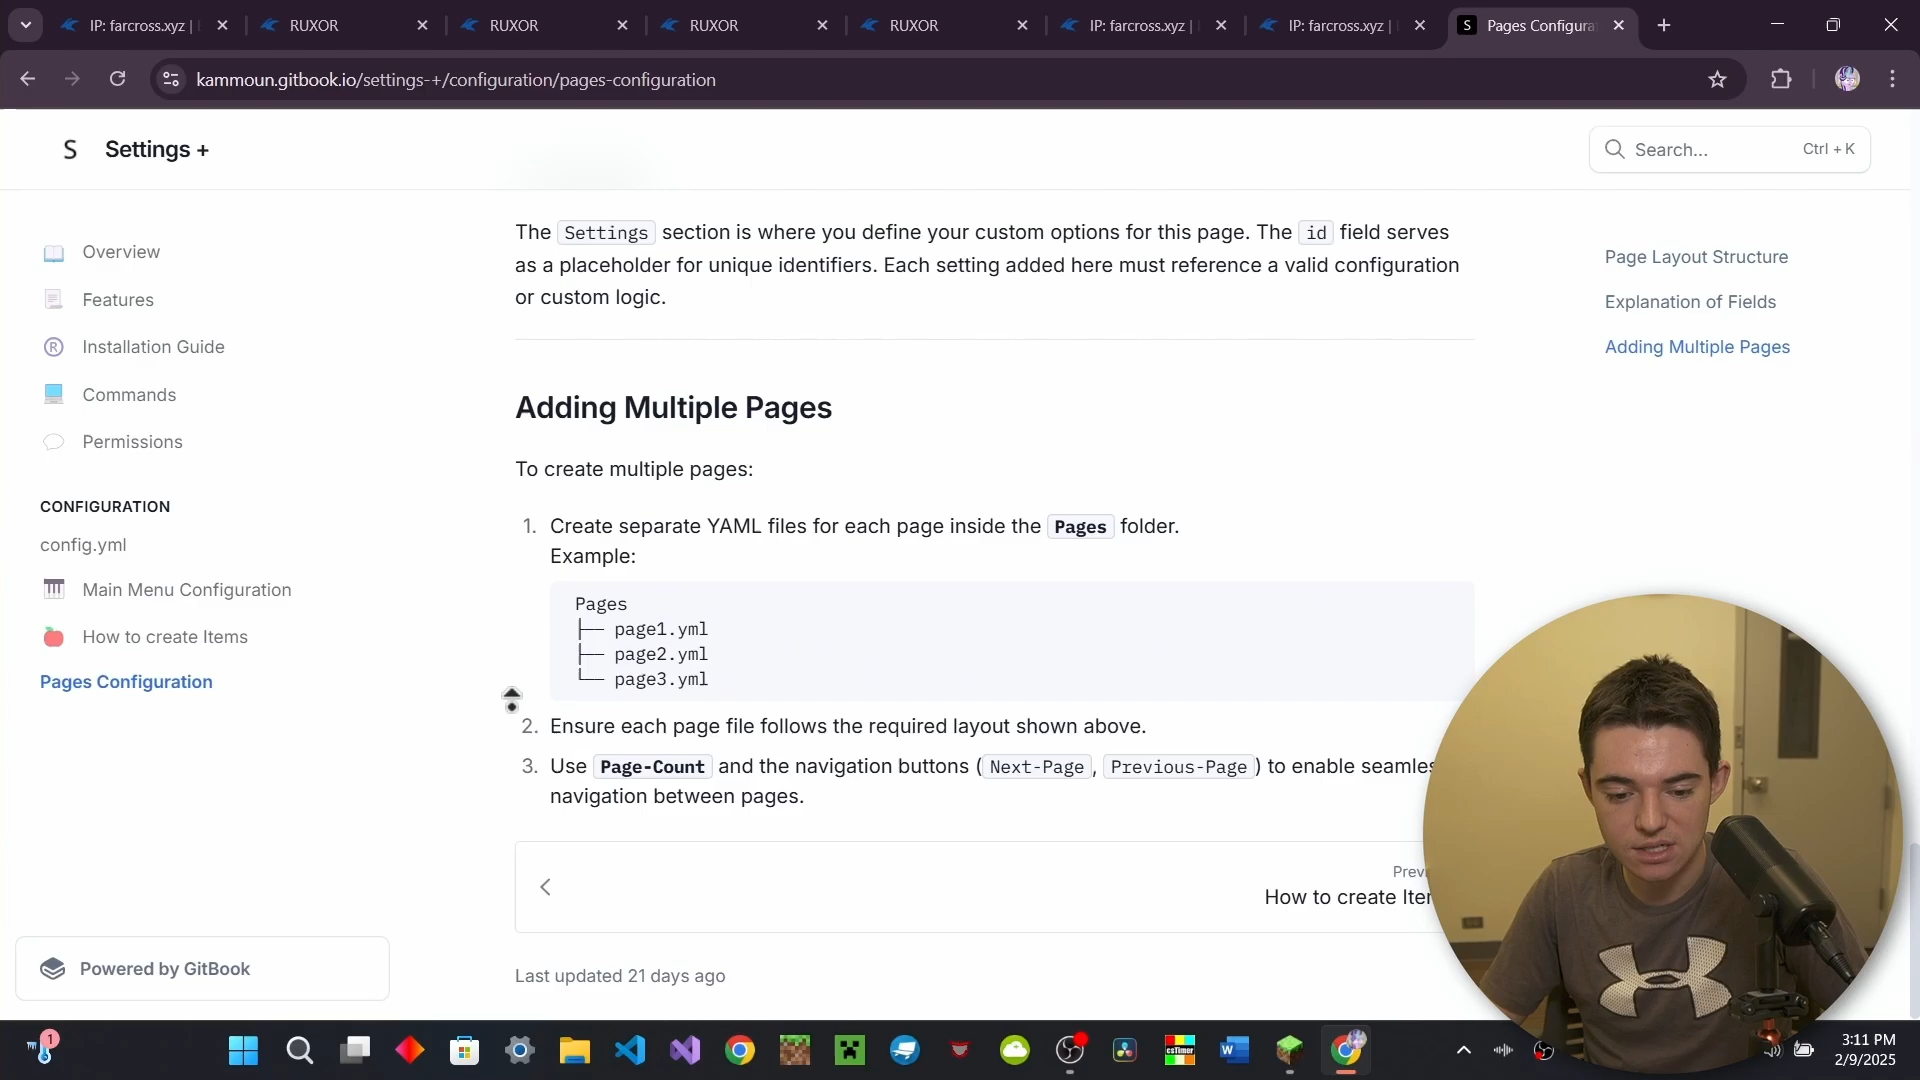 IP: farcross.xyz |
RUXOR
RUXOR
RUXOR
RUXOR
IP: farcross.xyz |
IP: farcross.xyz |
S Pages Configura
kammoun.gitbook.io/settings-+/configuration/pages-configuration
S Settings +
Search... Ctrl + K
Overview
Features
Installation Guide
Commands
Permissions
CONFIGURATION
config.yml
Main Menu Configuration
How to create Items
Pages Configuration
Powered by GitBook
The Settings section is where you define your custom options for this page. The id field serves
as a placeholder for unique identifiers. Each setting added here must reference a valid configuration
or custom logic.
Adding Multiple Pages
To create multiple pages:
1. Create separate YAML files for each page inside the Pages folder.
Example:
Pages
├── page1.yml
├── page2.yml
└── page3.yml
2. Ensure each page file follows the required layout shown above.
3. Use Page-Count and the navigation buttons (Next-Page, Previous-Page) to enable seamles
navigation between pages.
Previ
How to create Iter
Last updated 21 days ago
Page Layout Structure
Explanation of Fields
Adding Multiple Pages
1
csTimer
W
3:11 PM
2/9/2025